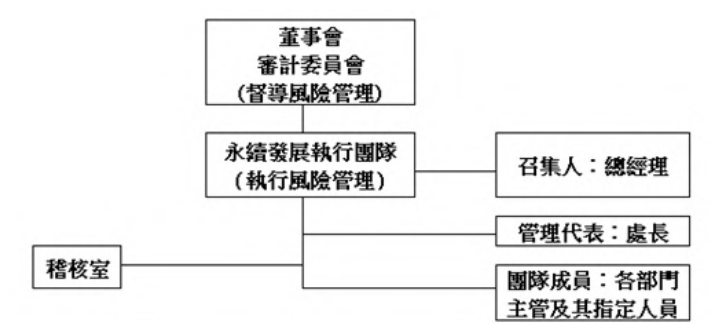 董事會
審計委員會
(督導風險管理)
永續發展執行團隊
(執行風險管理)
召集人：總經理
管理代表：處長
稽核室
團隊成員：各部門
主管及其指定人員